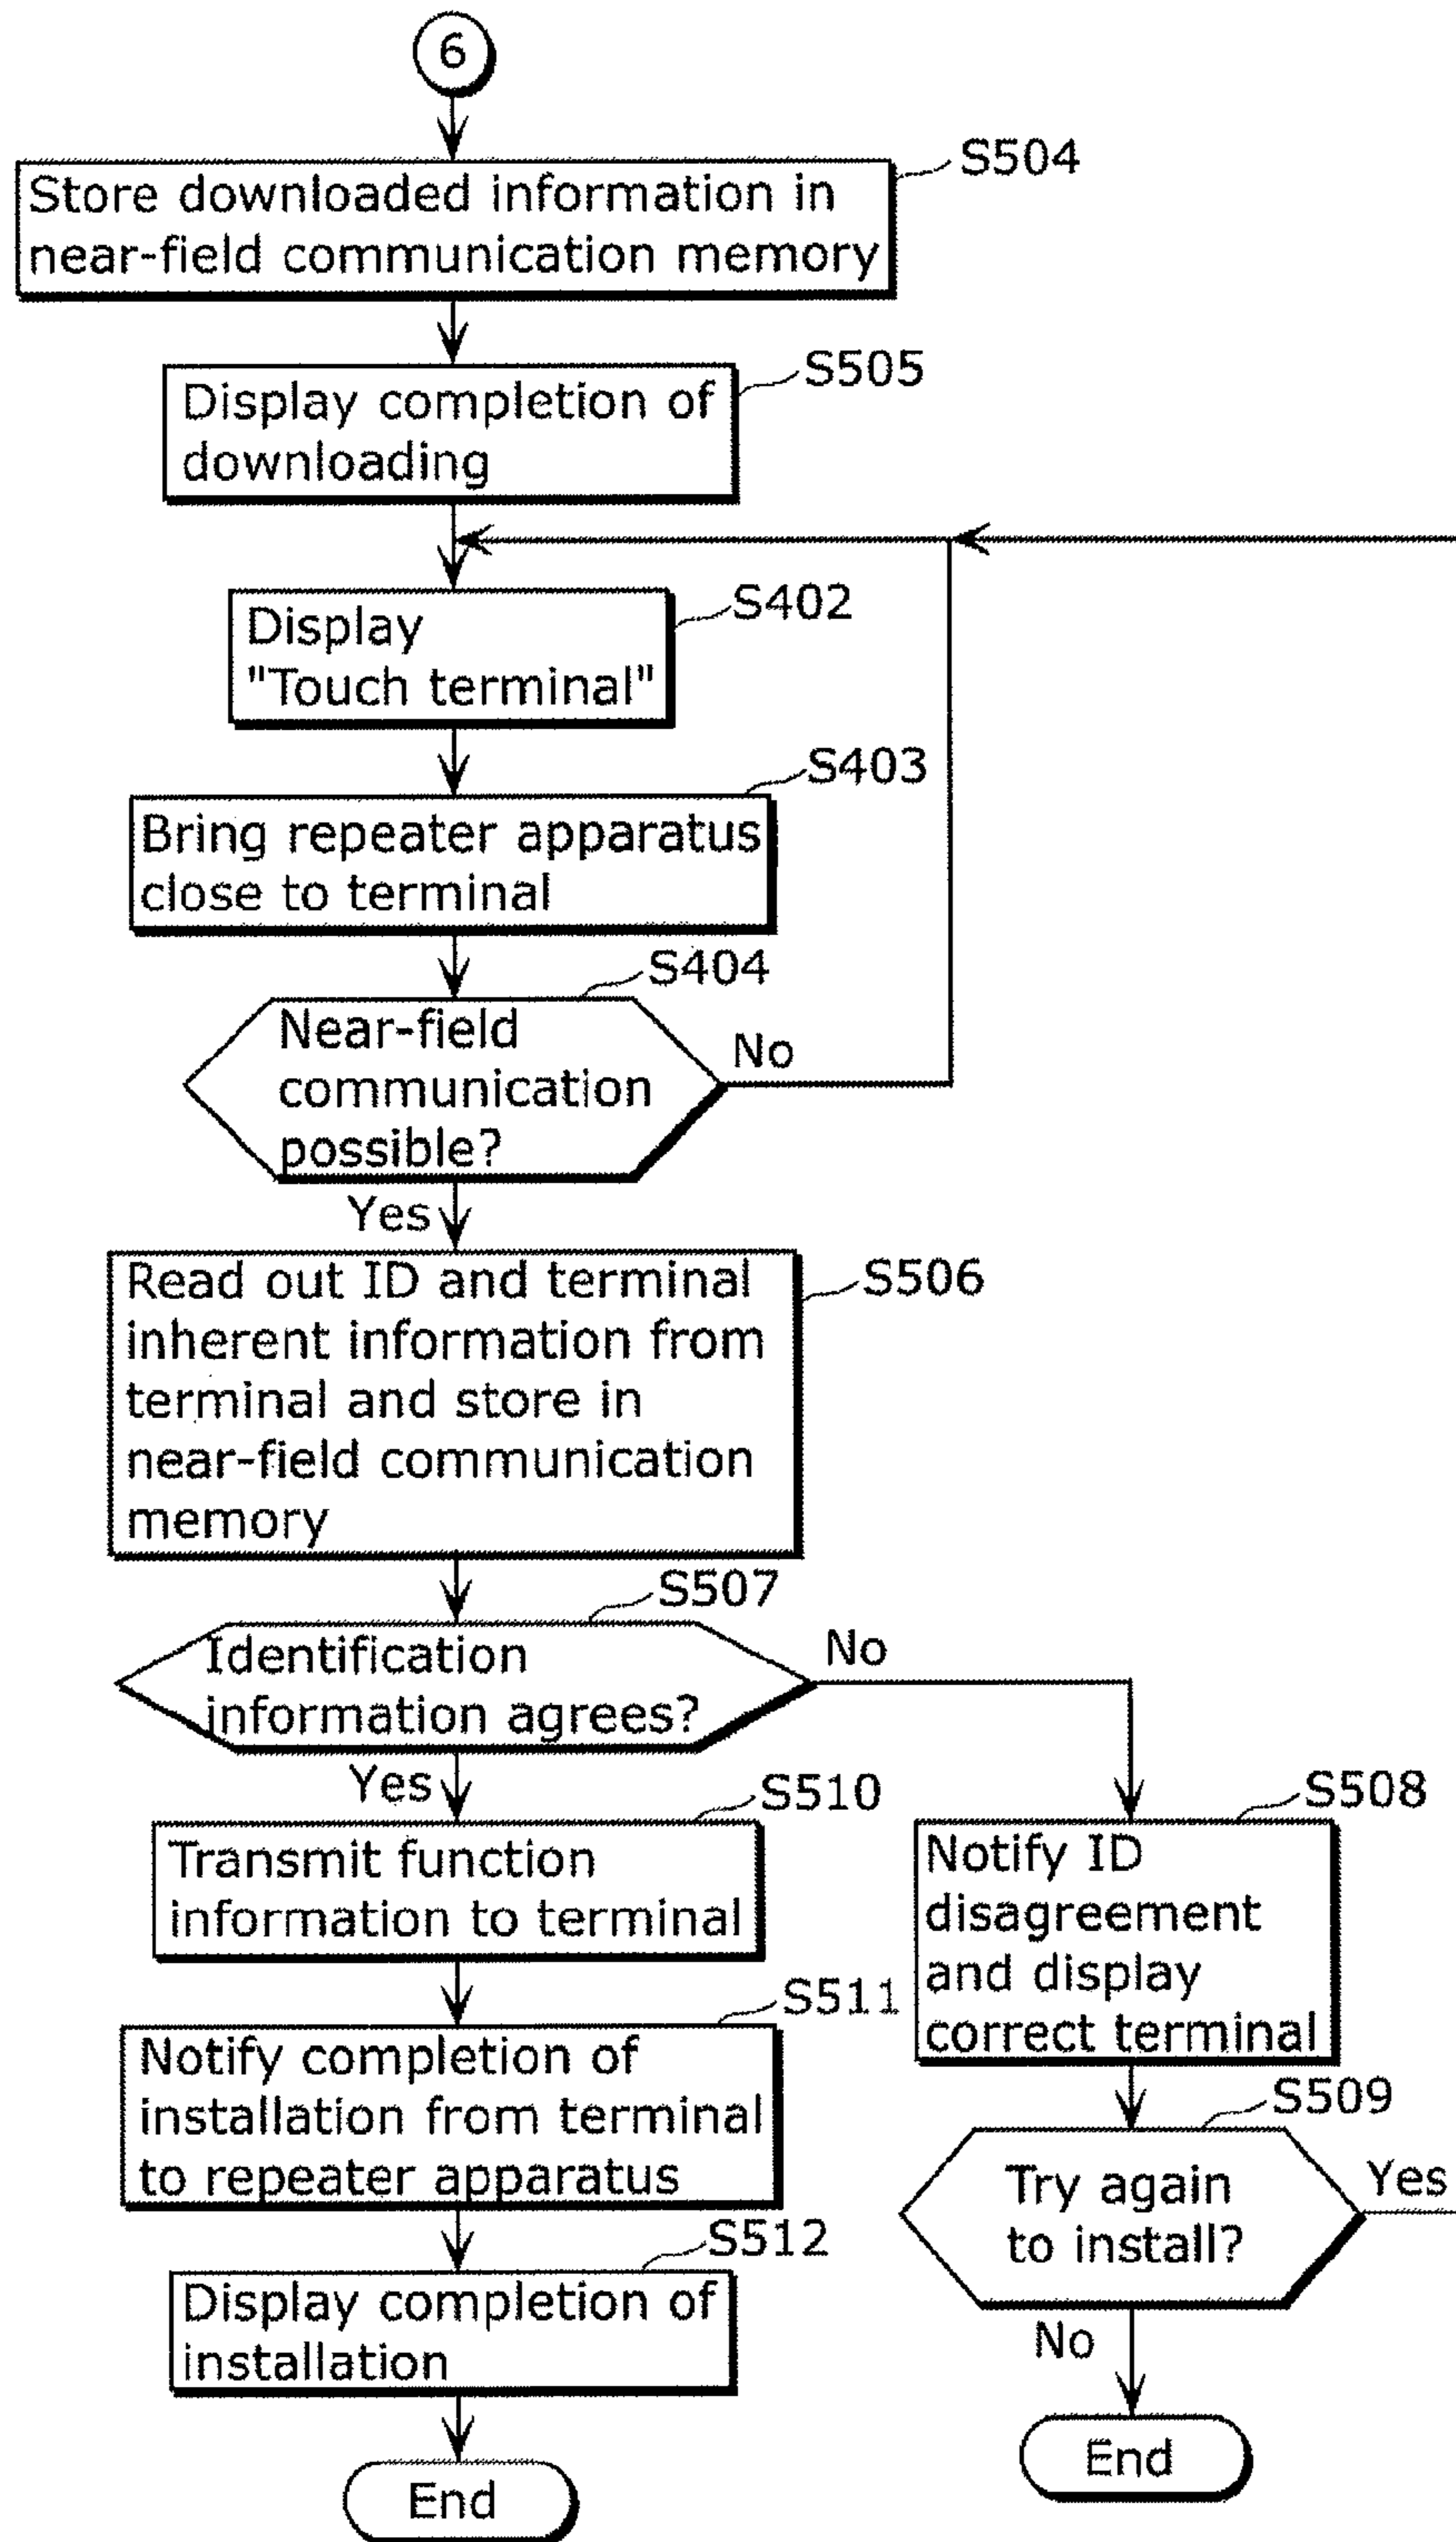 6
S504
Store downloaded information in
near-field communication memory
S505
Display completion of
downloading
S402
Display
"Touch terminal"
S403
Bring repeater apparatus
close to terminal
S404
Near-field
communication
possible?
No
Yes
S506
Read out ID and terminal
inherent information from
terminal and store in
near-field communication
memory
S507
Identification
information agrees?
No
Yes
S510
Transmit function
information to terminal
S508
Notify ID
disagreement
and display
correct terminal
S511
Notify completion of
installation from terminal
to repeater apparatus
S509
Try again
to install?
Yes
No
S512
Display completion of
installation
End
End